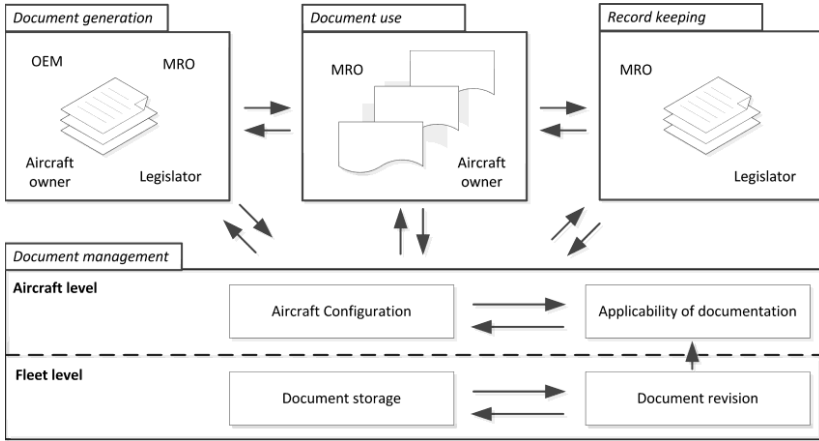 Document generation
Document use
Record keeping
OEM
MRO
Aircraft
owner
Legislator
MRO
Aircraft
owner
MRO
Legislator
Document management
Aircraft level
Aircraft Configuration
Applicability of documentation
Fleet level
Document storage
Document revision